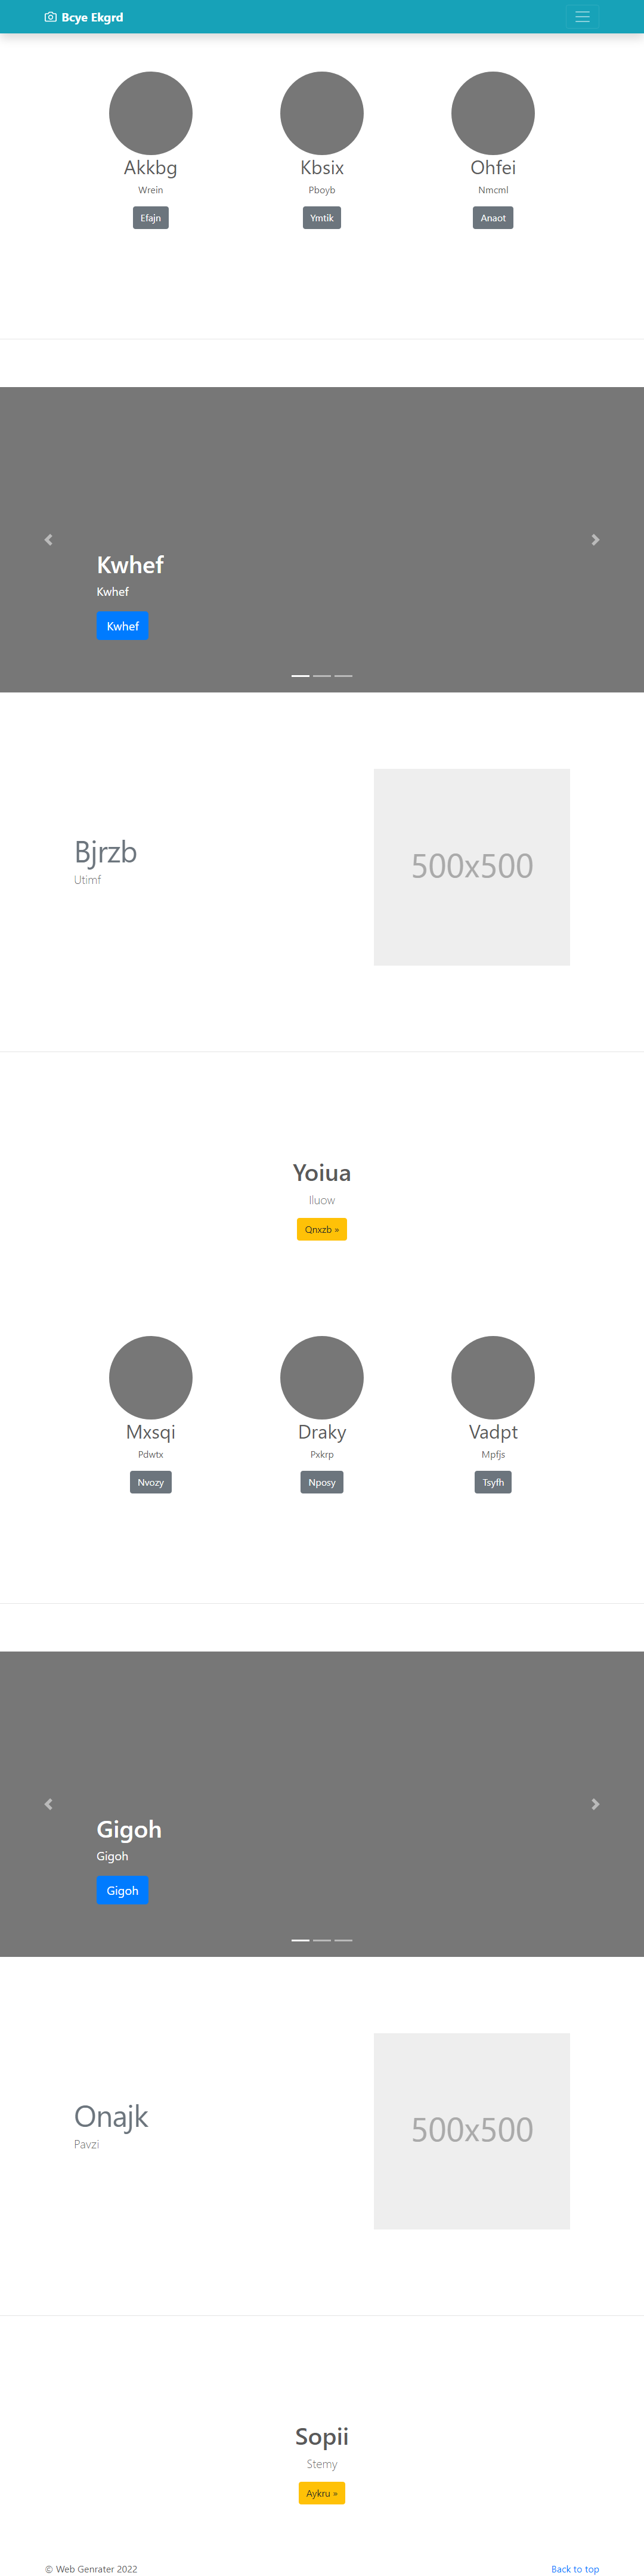 Bcye Ekgrd
Akkbg Kbsix Ohfei
Wrein Pboyb Nmcml
Efajn Ymtik Anaot
Kwhef
Kwhef
Kwhef
Bjrzb
Utimf
500x500
Yoiua
Iluow
Qnxzb »
Mxsqi Draky Vadpt
Pdwtx Pxkrp Mpfjs
Nvozy Nposy Tsyfh
Gigoh
Gigoh
Gigoh
Onajk
Pavzi
500x500
Sopii
Stemy
Aykru »
© Web Genrater 2022 Back to top